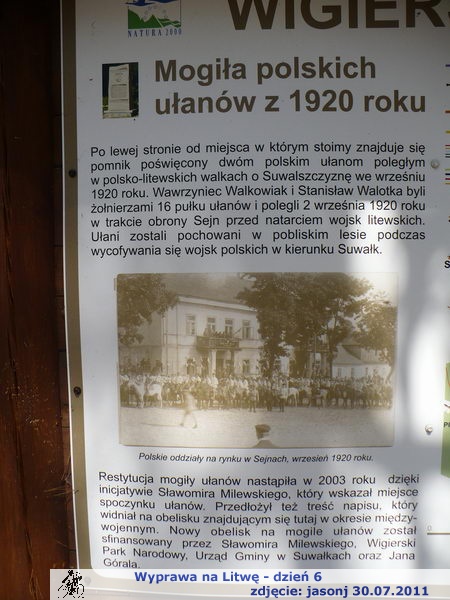 WIGIERS
NATURA 2000
Mogiła polskich
ułanów z 1920 roku
Po lewej stronie od miejsca w którym stoimy znajduje się
pomnik poświęcony dwóm polskim ułanom poległym
w polsko-litewskich walkach o Suwalszczyznę we wrześniu
1920 roku. Wawrzyniec Walkowiak i Stanisław Walotka byli
żołnierzami 16 pułku ułanów i polegli 2 września 1920 roku
w trakcie obrony Sejn przed natarciem wojsk litewskich.
Ułani zostali pochowani w pobliskim lesie podczas
wycofywania się wojsk polskich w kierunku Suwałk.
Polskie oddziały na rynku w Sejnach, wrzesień 1920 roku.
Restytucja mogiły ułanów nastąpiła w 2003 roku dzięki
inicjatywie Sławomira Milewskiego, który wskazał miejsce
spoczynku ułanów. Przedłożył też treść napisu, który
widniał na obelisku znajdującym się tutaj w okresie między-
wojennym. Nowy obelisk na mogile ułanów został
sfinansowany przez Sławomira Milewskiego, Wigierski
Park Narodowy, Urząd Gminy w Suwałkach oraz Jana
Górala.
Wyprawa na Litwę - dzień 6
zdjęcie: jasonj 30.07.2011